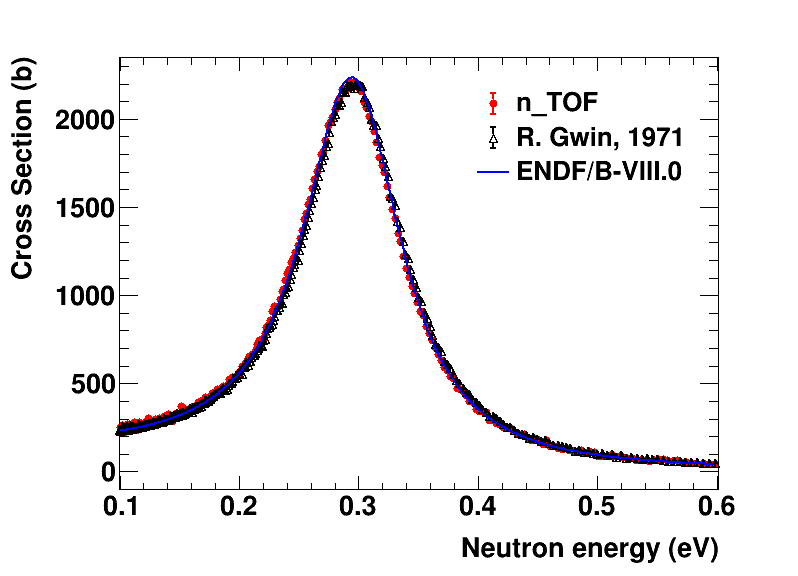 Cross Section (b)
2000
1500
1000
500
0
n_TOF
R. Gwin, 1971
ENDF/B-VIII.0
0.1 0.2 0.3 0.4 0.5 0.6
Neutron energy (eV)